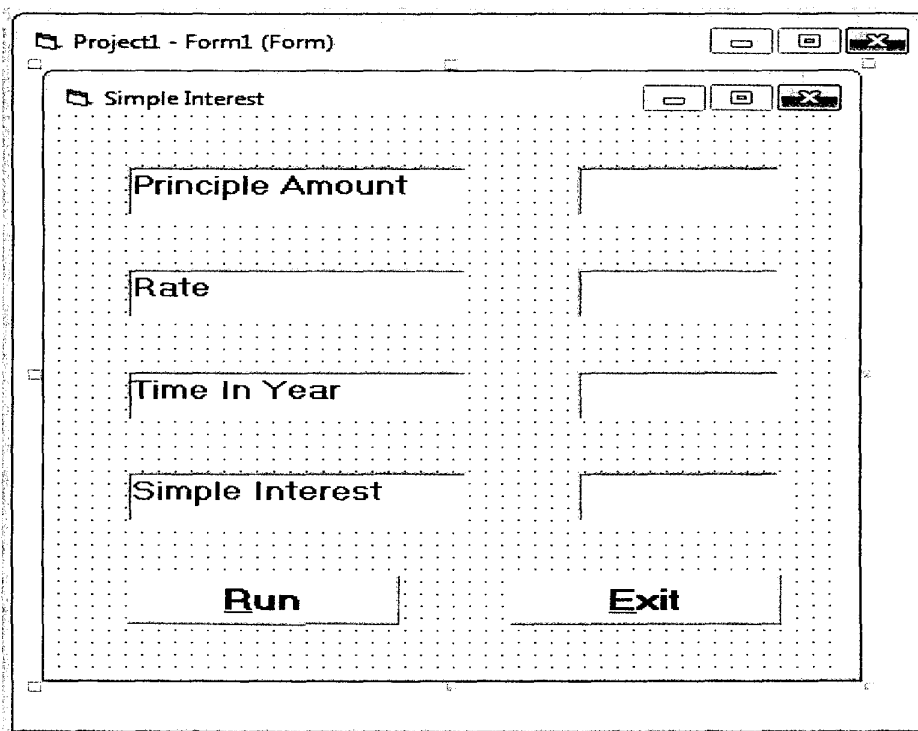 Project1 - Form1 (Form)
Simple Interest
Principle Amount
Rate
Time In Year
Simple Interest
Run
Exit